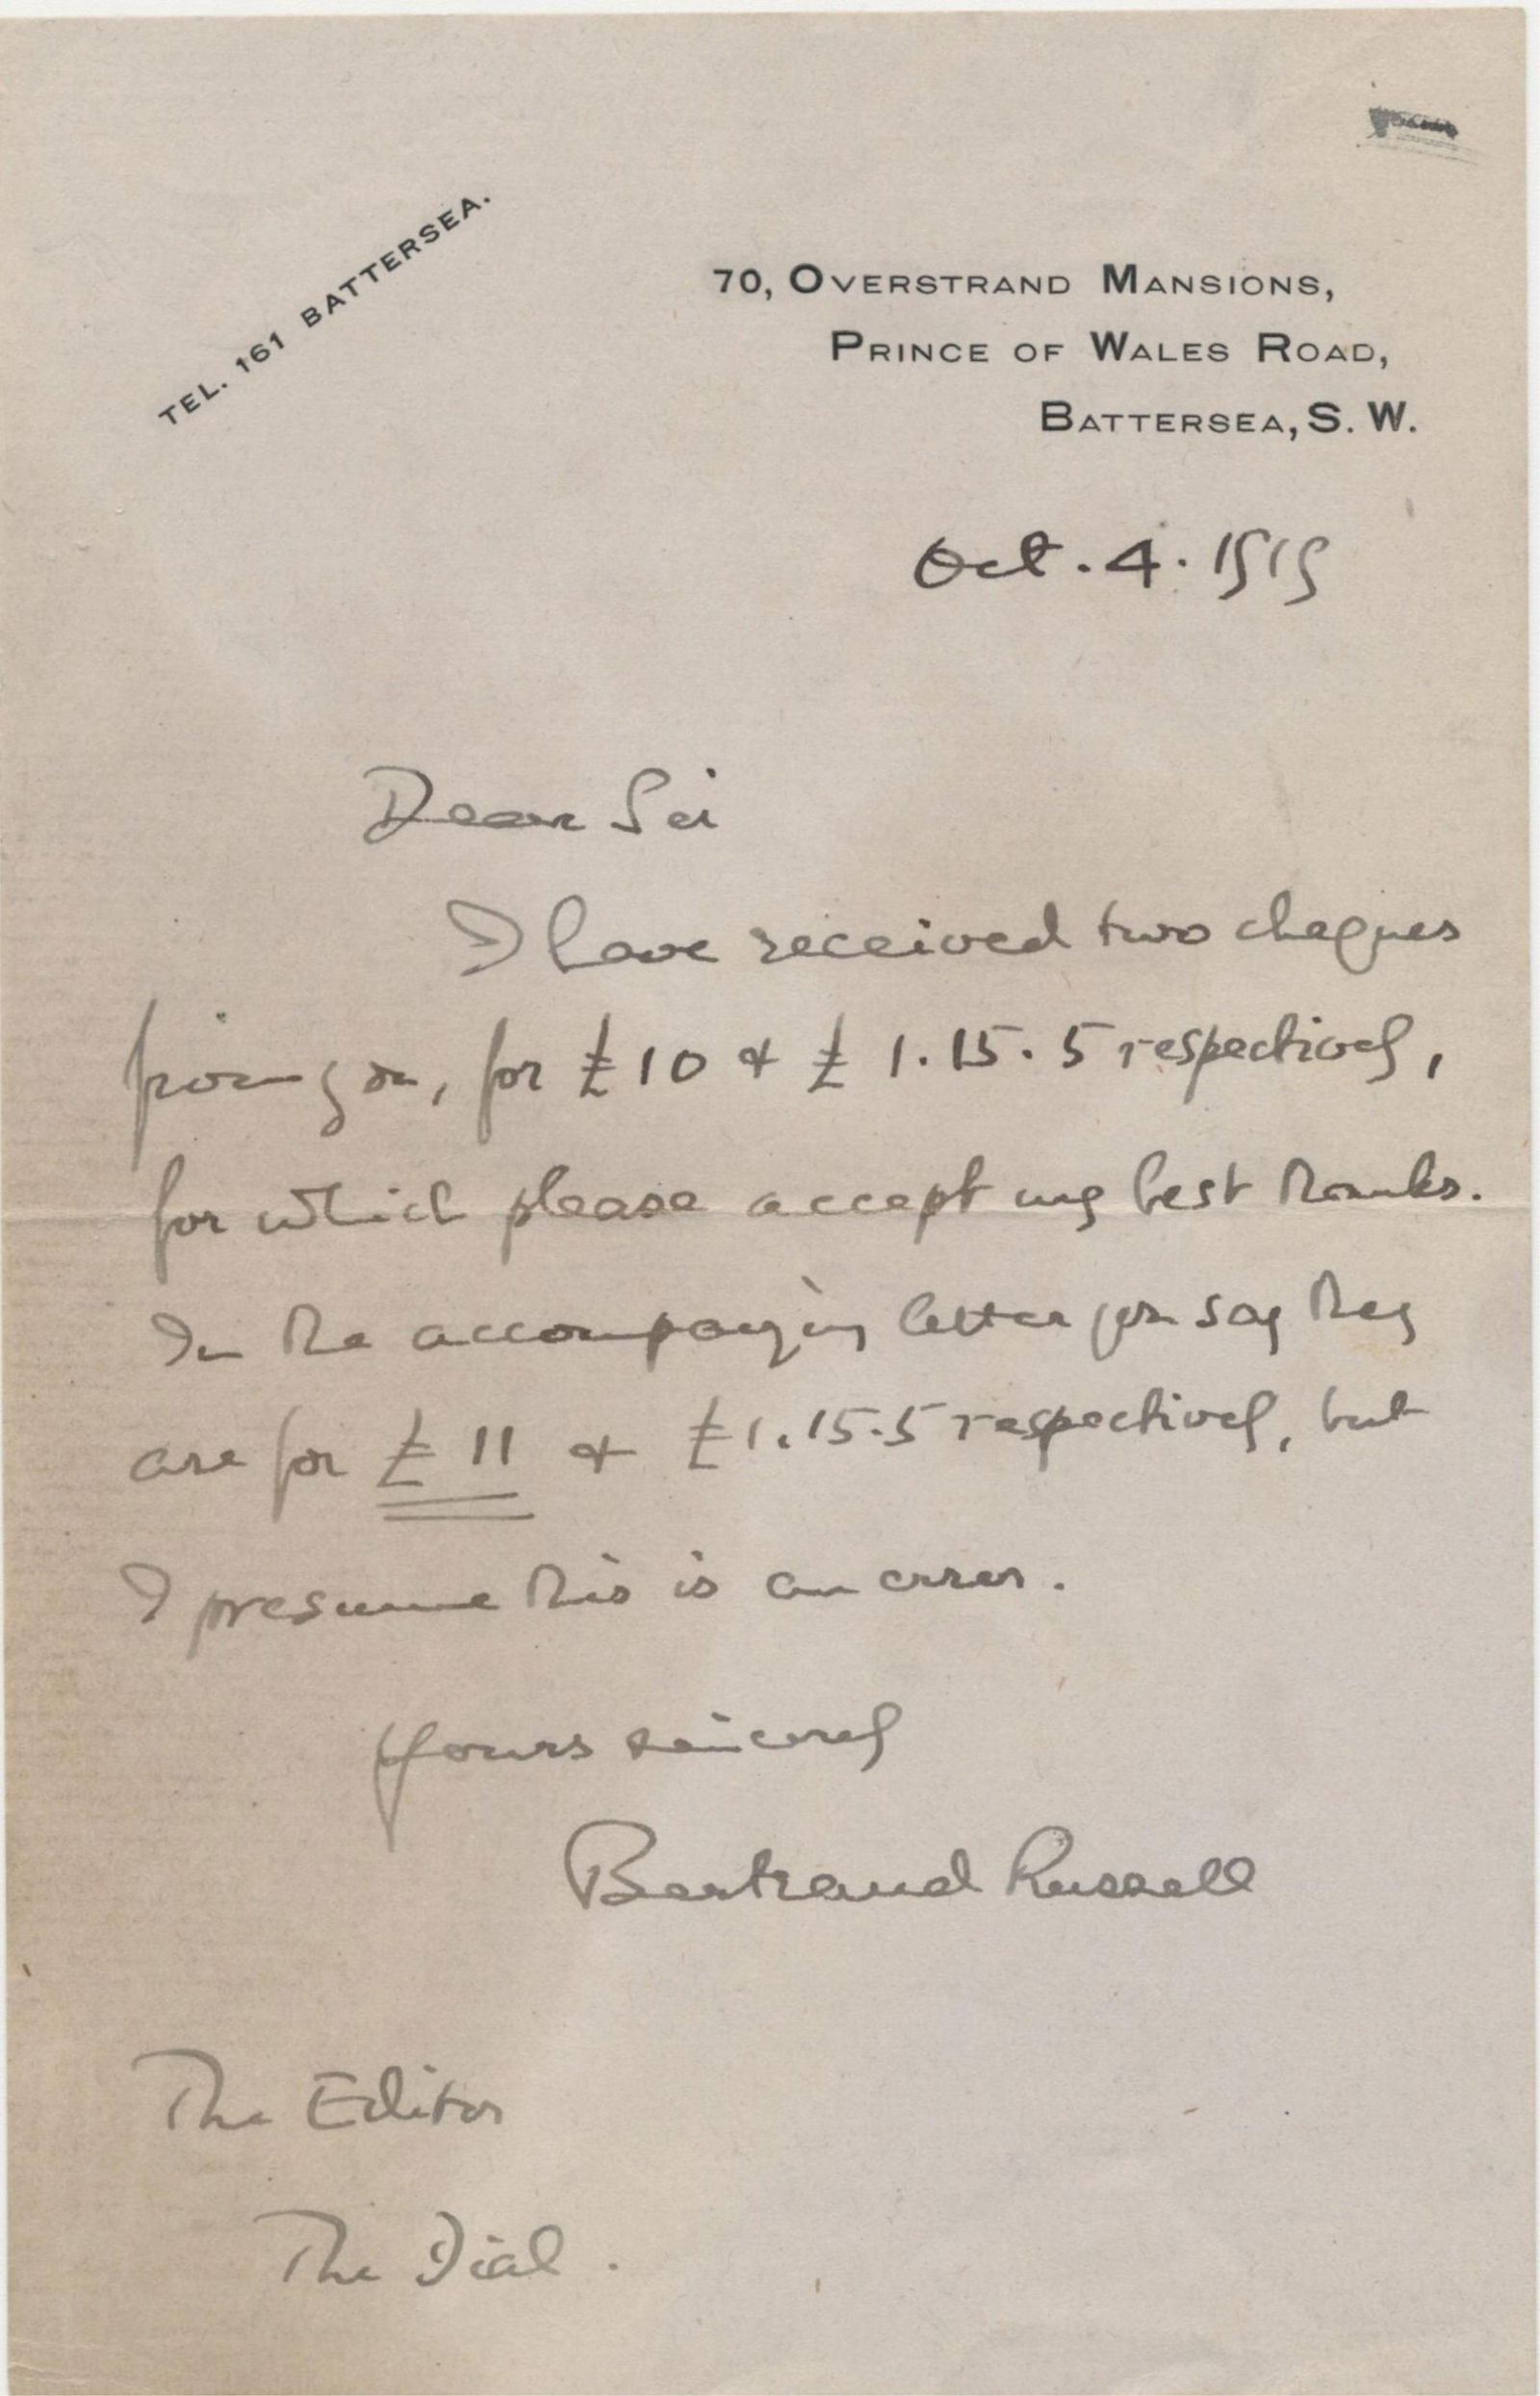 TEL. 161 BATTERSEA.
70, OVERSTRAND MANSIONS,
PRINCE OF WALES ROAD,
BATTERSEA, S. W.
Oct. 4. 1919
Dear Sir
I have received two cheques
from you, for £10 & £1.15.5 respectively,
for which please accept my best thanks.
In the accompanying letter you say they
are for £11 & £1.15.5 respectively, but
I presume this is an error.
Yours sincerely
Bertrand Russell
The Editor
The Dial.